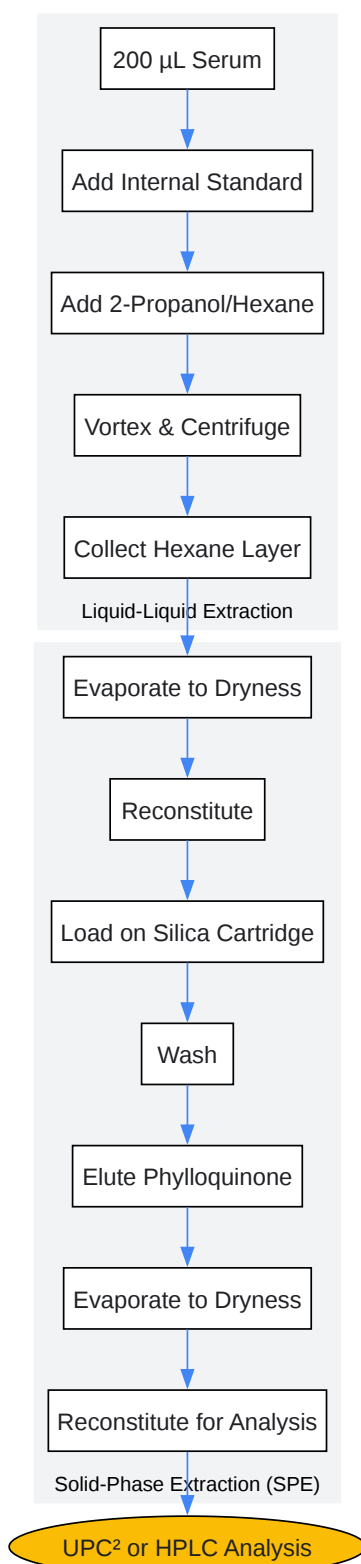 200 µL Serum
Add Internal Standard
Add 2-Propanol/Hexane
Vortex & Centrifuge
Collect Hexane Layer
Liquid-Liquid Extraction
Evaporate to Dryness
Reconstitute
Load on Silica Cartridge
Wash
Elute Phylloquinone
Evaporate to Dryness
Reconstitute for Analysis
Solid-Phase Extraction (SPE)
UPC² or HPLC Analysis